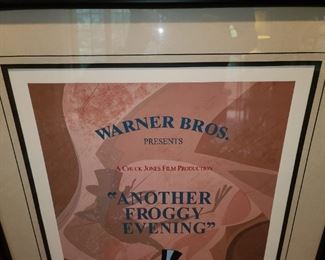 WARNER BROS.
PRESENTS
A CHUCK JONES FILM PRODUCTION
"ANOTHER
FROGGY
EVENING"